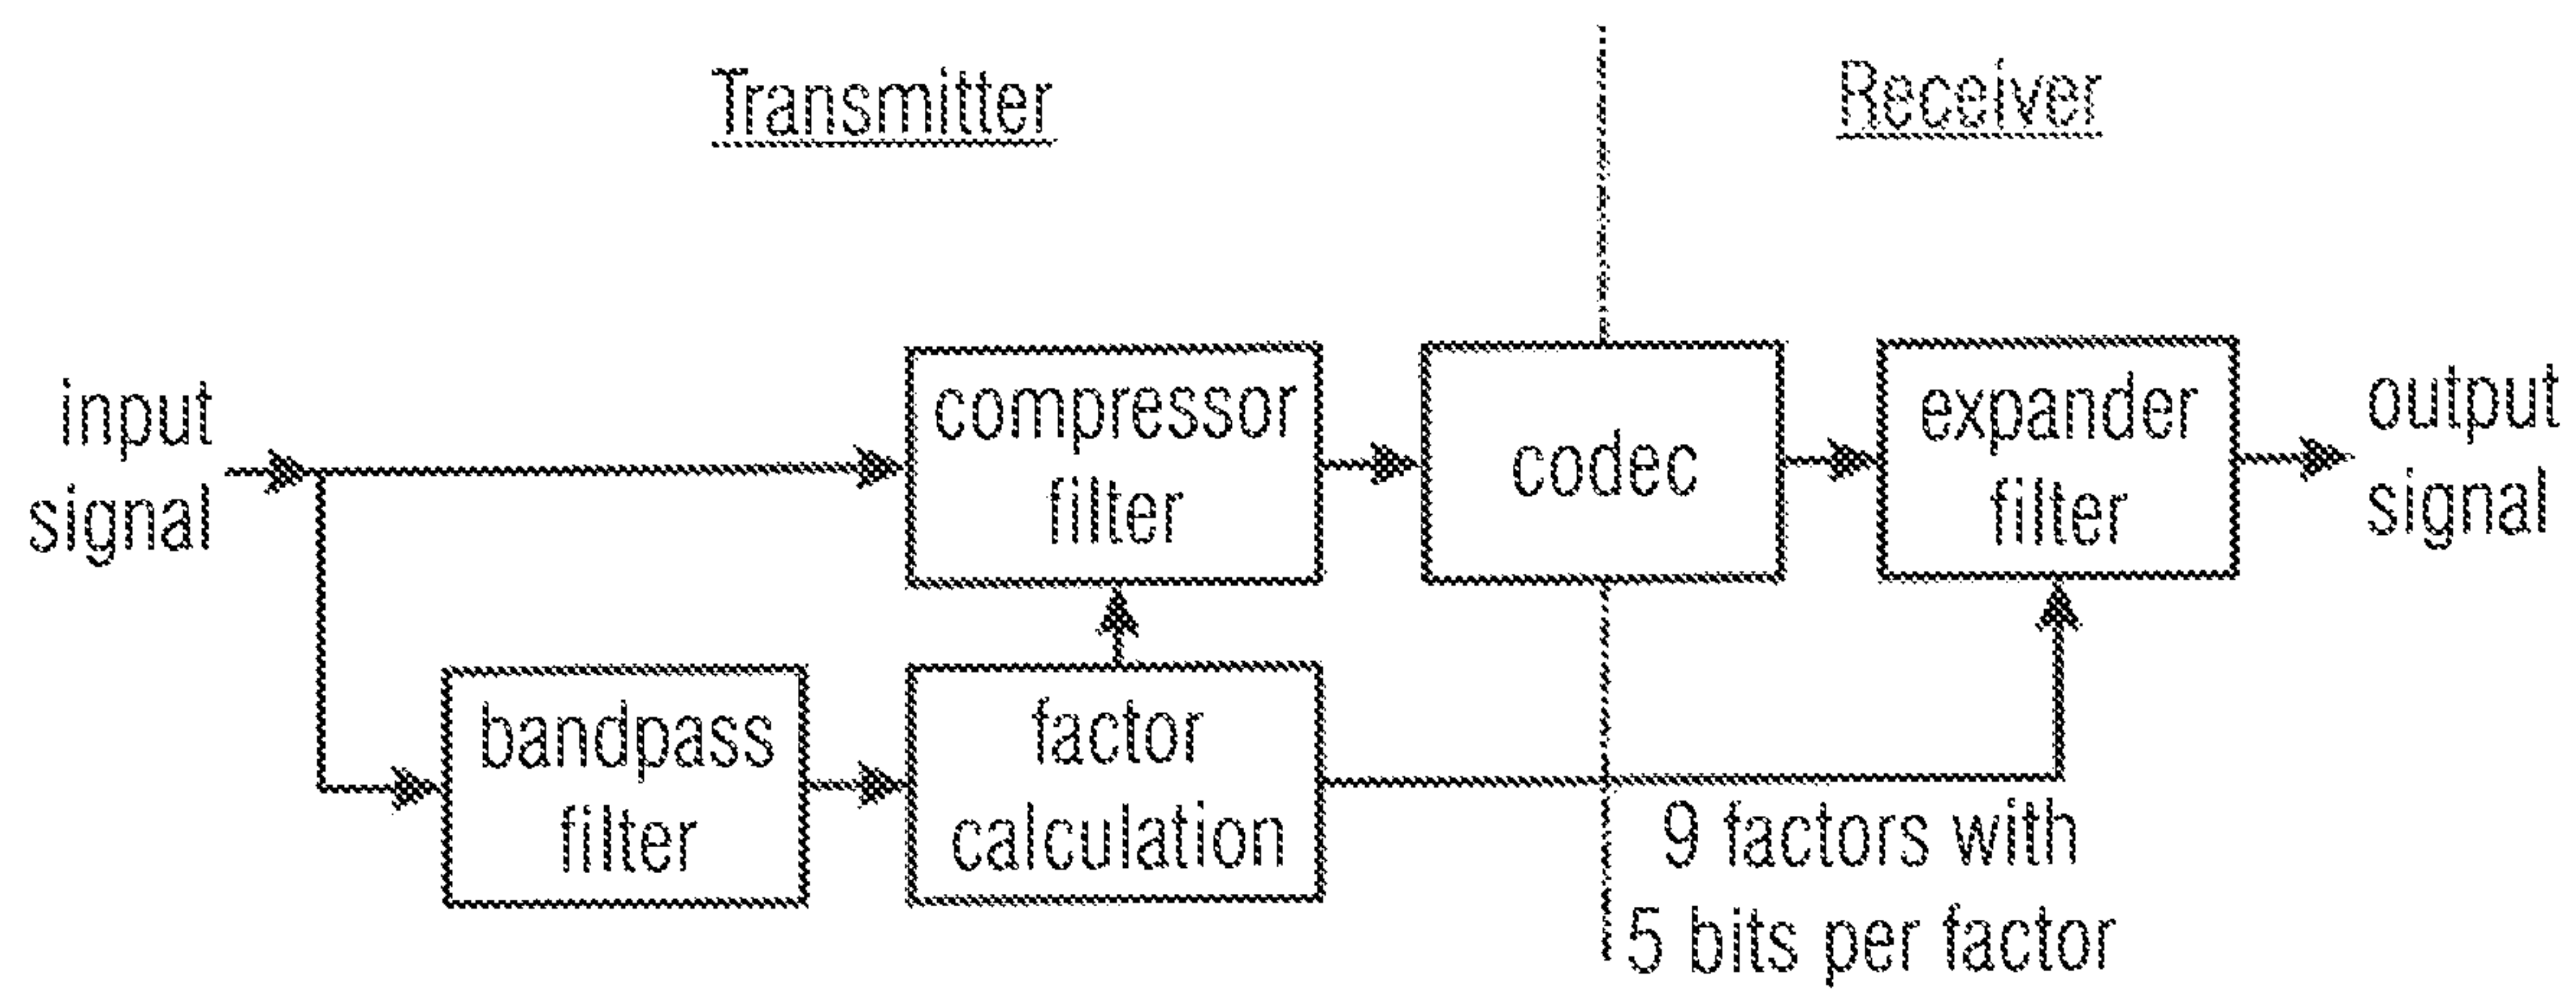 Transmitter
Receiver
input
signal
compressor
filter
codec
expander
filter
output
signal
bandpass
filter
factor
calculation
9 factors with
5 bits per factor